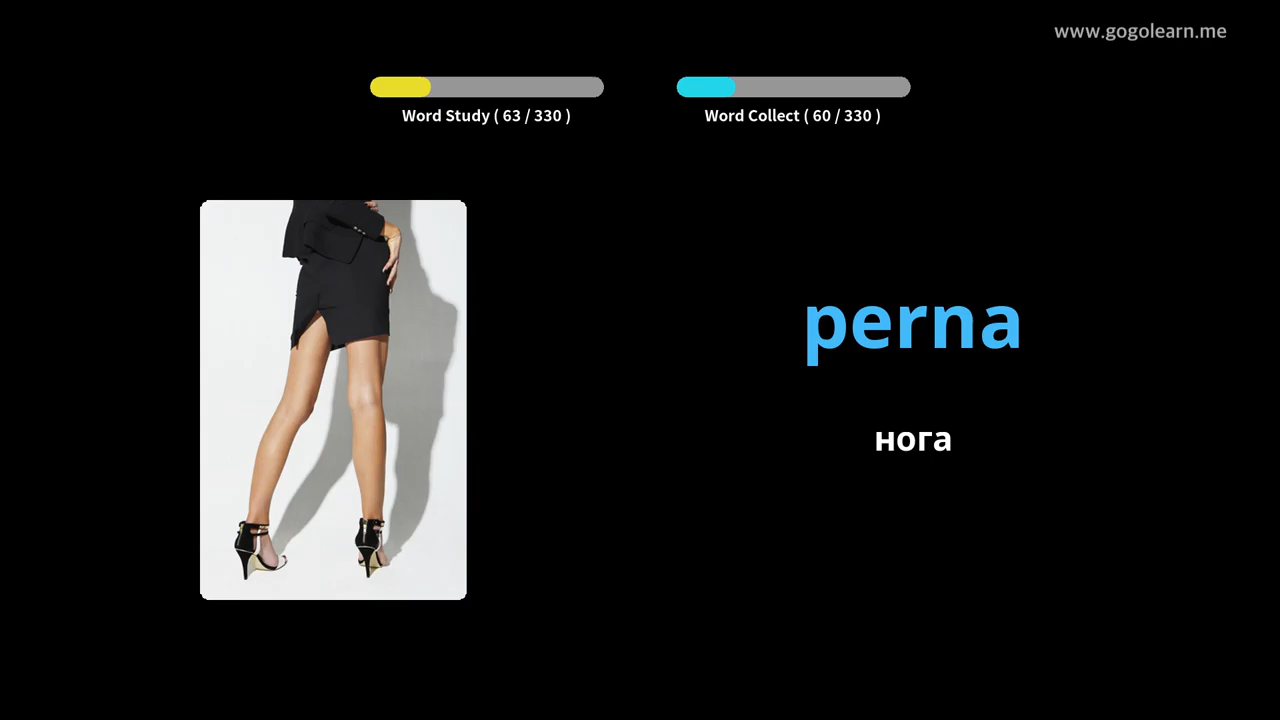 www.gogolearn.me
Word Study ( 63 / 330 )
Word Collect ( 60 / 330 )
perna
нога